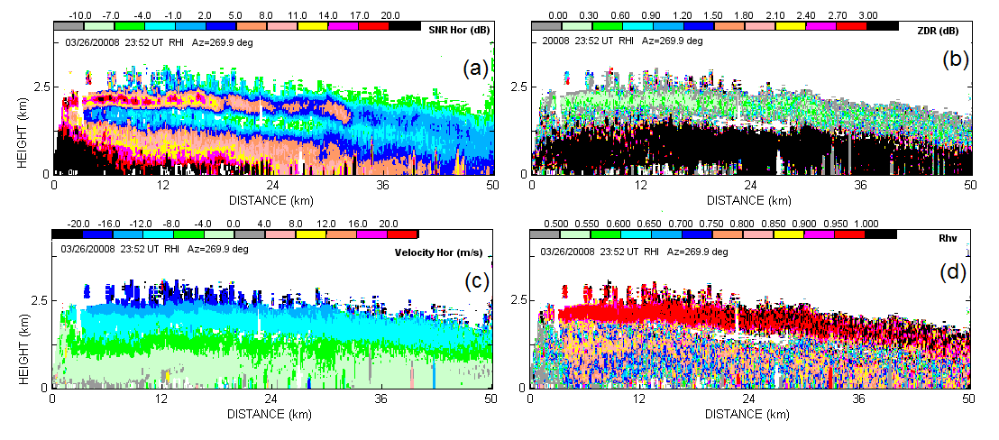 -10.0 -7.0 -4.0 -1.0 2.0 5.0 8.0 11.0 14.0 17.0 20.0
SNR Hor (dB)
03/26/20008 23:52 UT RHI Az=269.9 deg
(a)
2.5
0
HEIGHT (km)
0 12 24 36 50
DISTANCE (km)
0.00 0.30 0.60 0.90 1.20 1.50 1.80 2.10 2.40 2.70 3.00
ZDR (dB)
20008 23:52 UT RHI Az=269.9 deg
(b)
2.5
0
0 12 24 36 50
DISTANCE (km)
-20.0 -16.0 -12.0 -8.0 -4.0 0.0 4.0 8.0 12.0 16.0 20.0
03/26/20008 23:52 UT RHI Az=269.9 deg
Velocity Hor (m/s)
(c)
2.5
0
HEIGHT (km)
0 12 24 36 50
DISTANCE (km)
0.500 0.550 0.600 0.650 0.700 0.750 0.800 0.850 0.900 0.950 1.000
Rhv
03/26/20008 23:52 UT RHI Az=269.9 deg
(d)
2.5
0
0 12 24 36 50
DISTANCE (km)